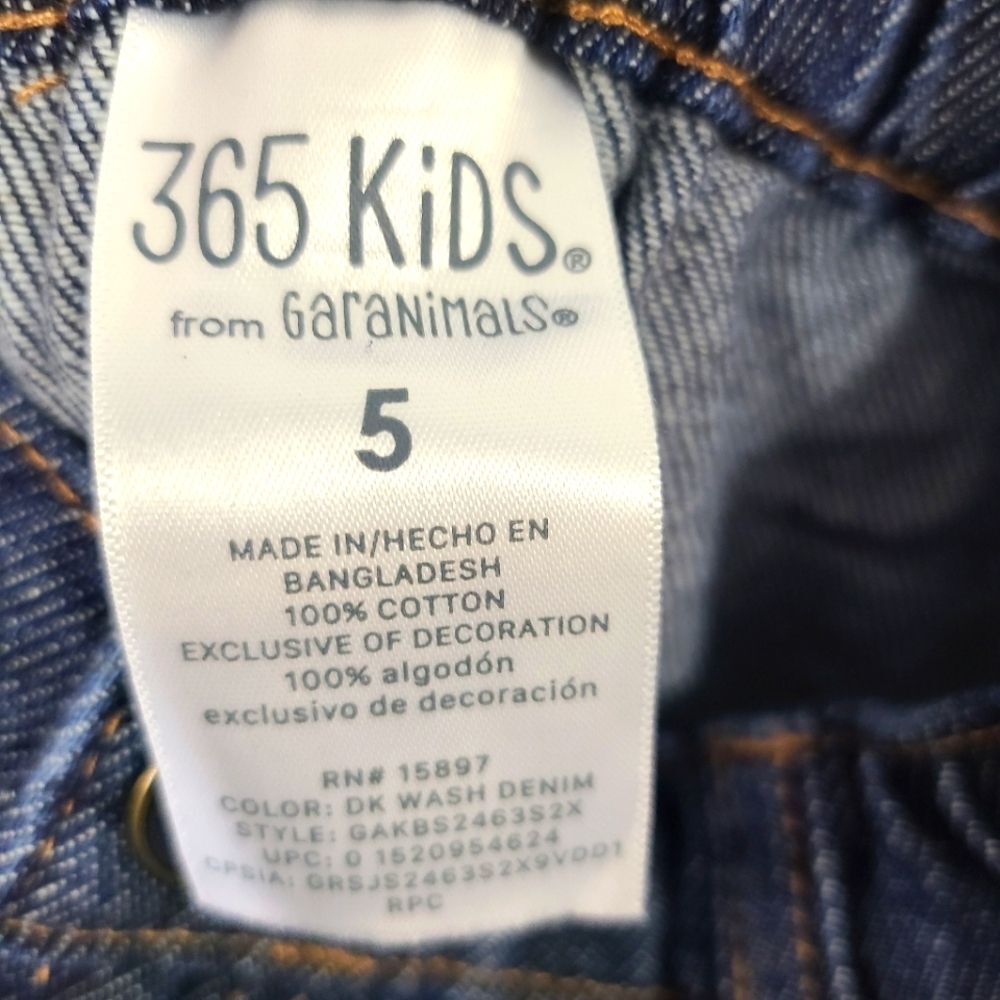 365 KiDS®
from GaraNiMaLS®
5
MADE IN/HECHO EN
BANGLADESH
100% COTTON
EXCLUSIVE OF DECORATION
100% algodón
exclusivo de decoración
RN# 15897
COLOR: DK WASH DENIM
STYLE: GAKBS2463S2X
UPC: 0 1520954624
CPSIA: GRSJS2463S2X9VD01
RPC